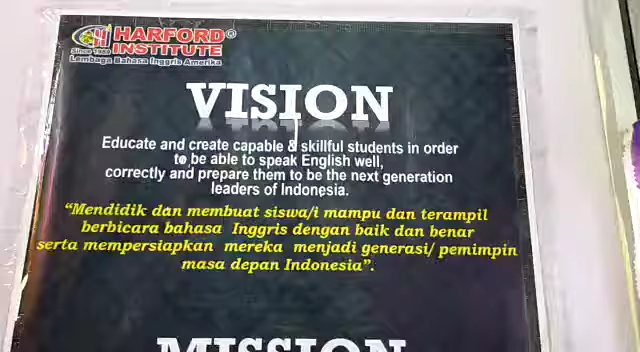 HARFORD®
INSTITUTE
Since 1989
Lembaga Bahasa Inggris Amerika
VISION
Educate and create capable & skillful students in order
to be able to speak English well,
correctly and prepare them to be the next generation
leaders of Indonesia.
"Mendidik dan membuat siswa/i mampu dan terampil
berbicara bahasa Inggris dengan baik dan benar
serta mempersiapkan mereka menjadi generasi/ pemimpin
masa depan Indonesia".
MISSION